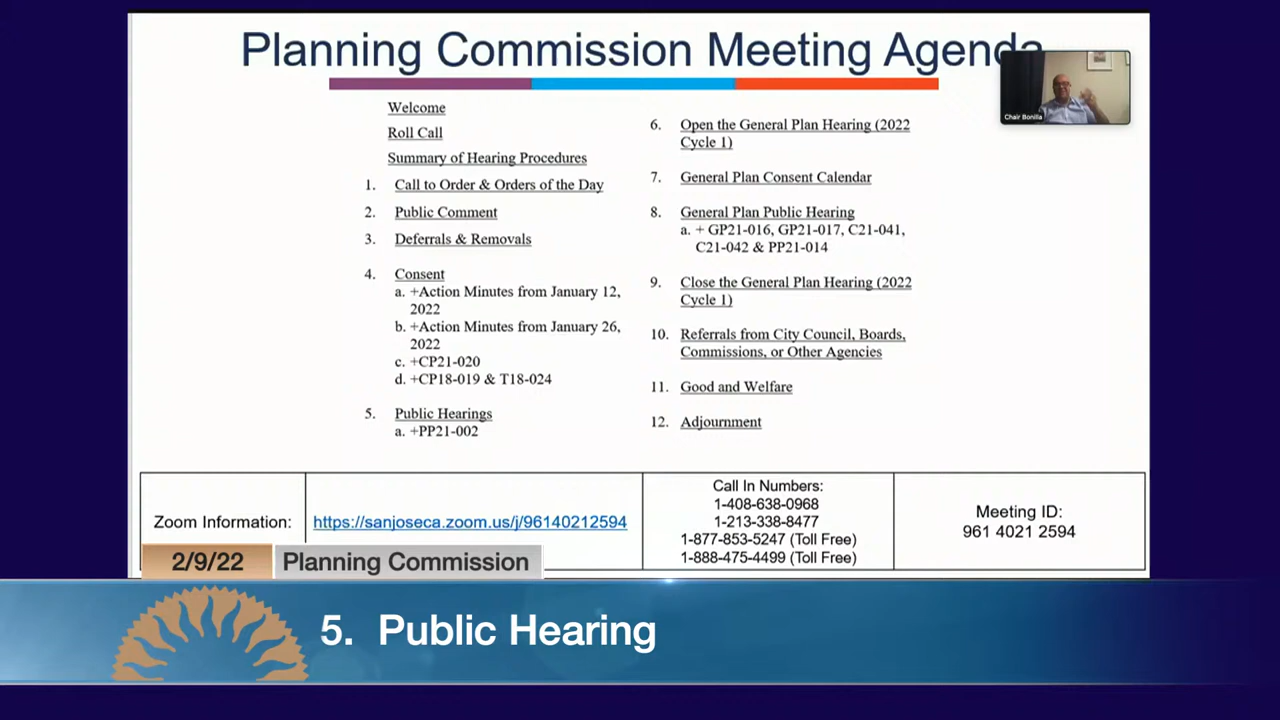 Planning Commission Meeting Agenda
Chair Bonilla
Welcome
Roll Call
Summary of Hearing Procedures
1. Call to Order & Orders of the Day
2. Public Comment
3. Deferrals & Removals
4. Consent
a. +Action Minutes from January 12,
2022
b. +Action Minutes from January 26,
2022
c. +CP21-020
d. +CP18-019 & T18-024
5. Public Hearings
a. +PP21-002
6. Open the General Plan Hearing (2022
Cycle 1)
7. General Plan Consent Calendar
8. General Plan Public Hearing
a. + GP21-016, GP21-017, C21-041,
C21-042 & PP21-014
9. Close the General Plan Hearing (2022
Cycle 1)
10. Referrals from City Council, Boards,
Commissions, or Other Agencies
11. Good and Welfare
12. Adjournment
Zoom Information:
https://sanjoseca.zoom.us/j/96140212594
Call In Numbers:
1-408-638-0968
1-213-338-8477
1-877-853-5247 (Toll Free)
1-888-475-4499 (Toll Free)
Meeting ID:
961 4021 2594
2/9/22 Planning Commission
5. Public Hearing